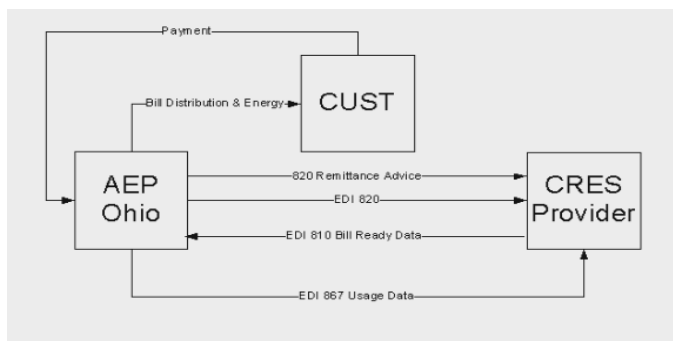 Payment
CUST
Bill Distribution & Energy
AEP
Ohio
820 Remittance Advice
EDI 820
EDI 810 Bill Ready Data
EDI 867 Usage Data
CRES
Provider